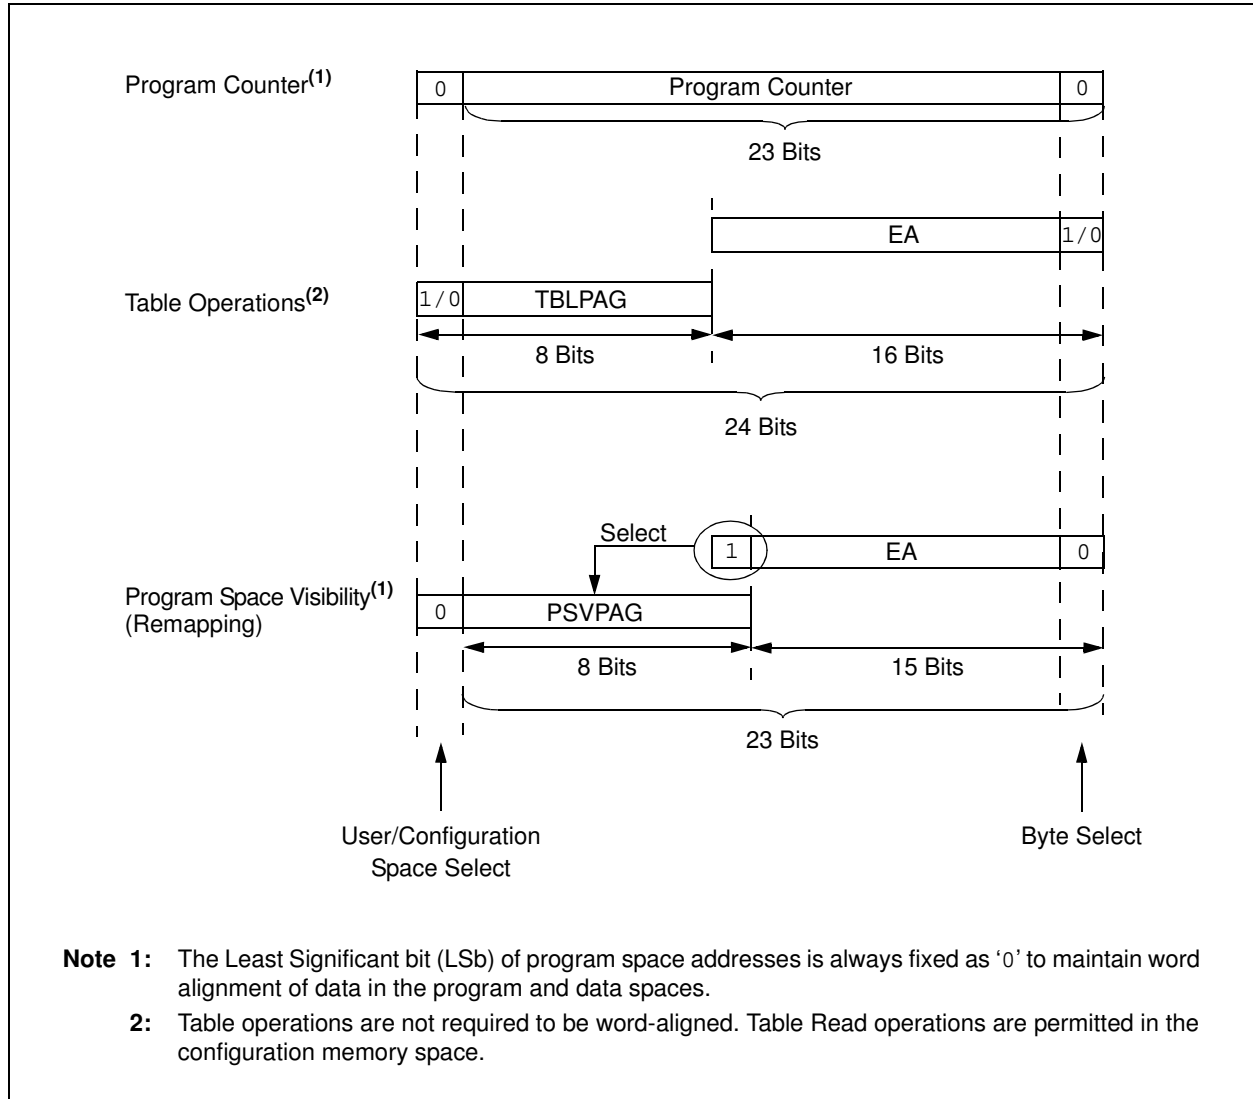 Program Counter(1)
0
Program Counter
0
23 Bits
EA
1/0
Table Operations(2)
1/0
TBLPAG
8 Bits
16 Bits
24 Bits
Select
1
EA
0
Program Space Visibility(1)
(Remapping)
0
PSVPAG
8 Bits
15 Bits
23 Bits
User/Configuration
Space Select
Byte Select
Note 1: The Least Significant bit (LSb) of program space addresses is always fixed as ‘0’ to maintain word
alignment of data in the program and data spaces.
2: Table operations are not required to be word-aligned. Table Read operations are permitted in the
configuration memory space.